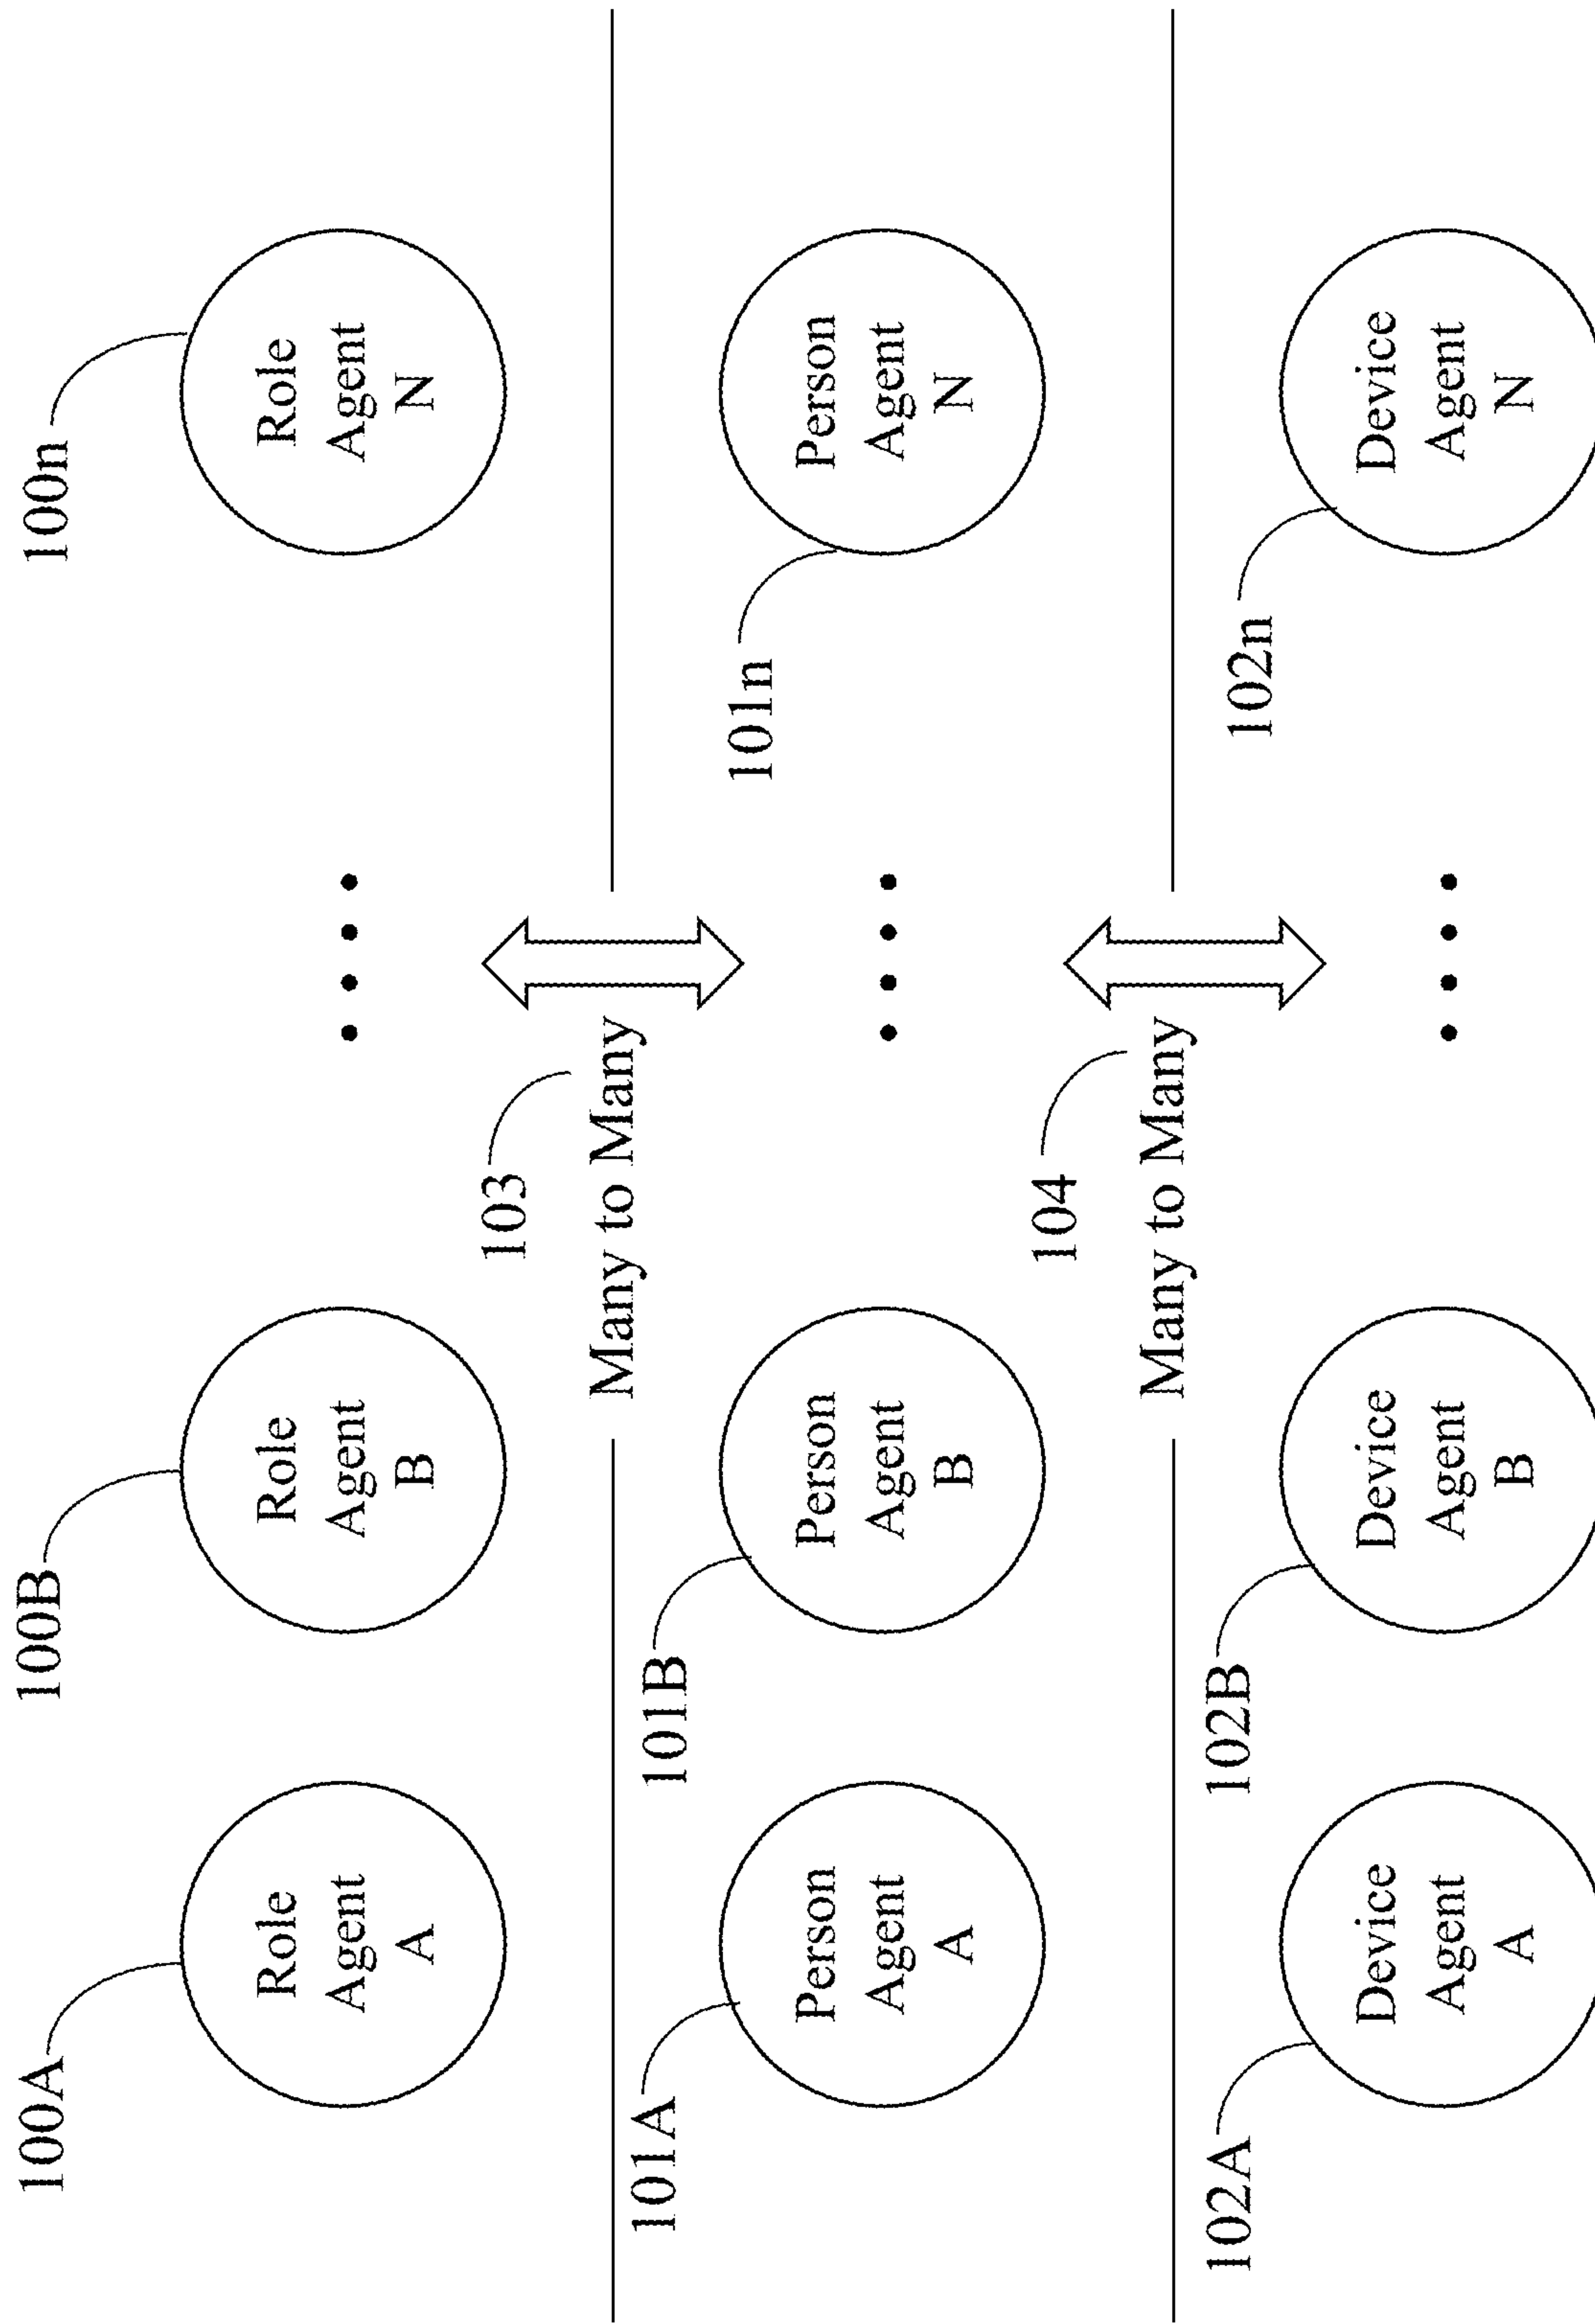 100A
100B
100n
Role
Agent
A
Role
Agent
B
Role
Agent
N
103
Many to Many
101A
101B
101n
Person
Agent
A
Person
Agent
B
Person
Agent
N
104
Many to Many
102A
102B
102n
Device
Agent
A
Device
Agent
B
Device
Agent
N